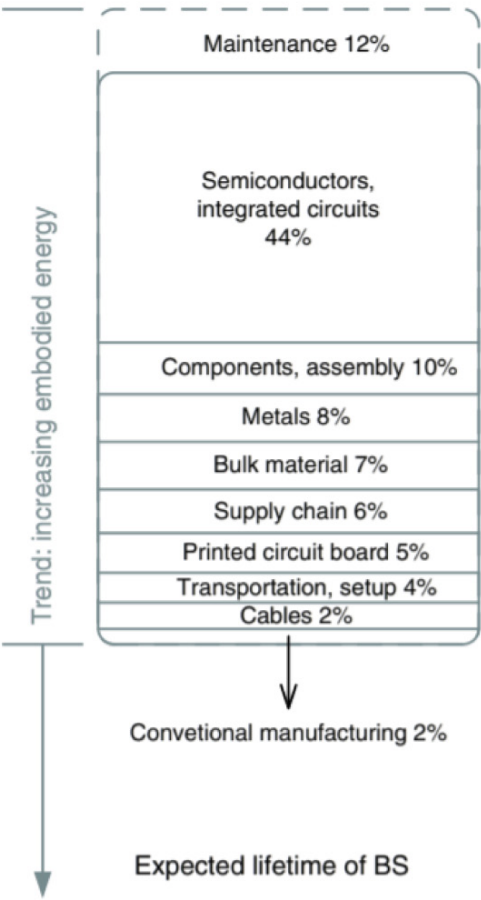 Maintenance 12%
Semiconductors,
integrated circuits
44%
Components, assembly 10%
Metals 8%
Bulk material 7%
Supply chain 6%
Printed circuit board 5%
Transportation, setup 4%
Cables 2%
Convetional manufacturing 2%
Expected lifetime of BS
Trend: increasing embodied energy